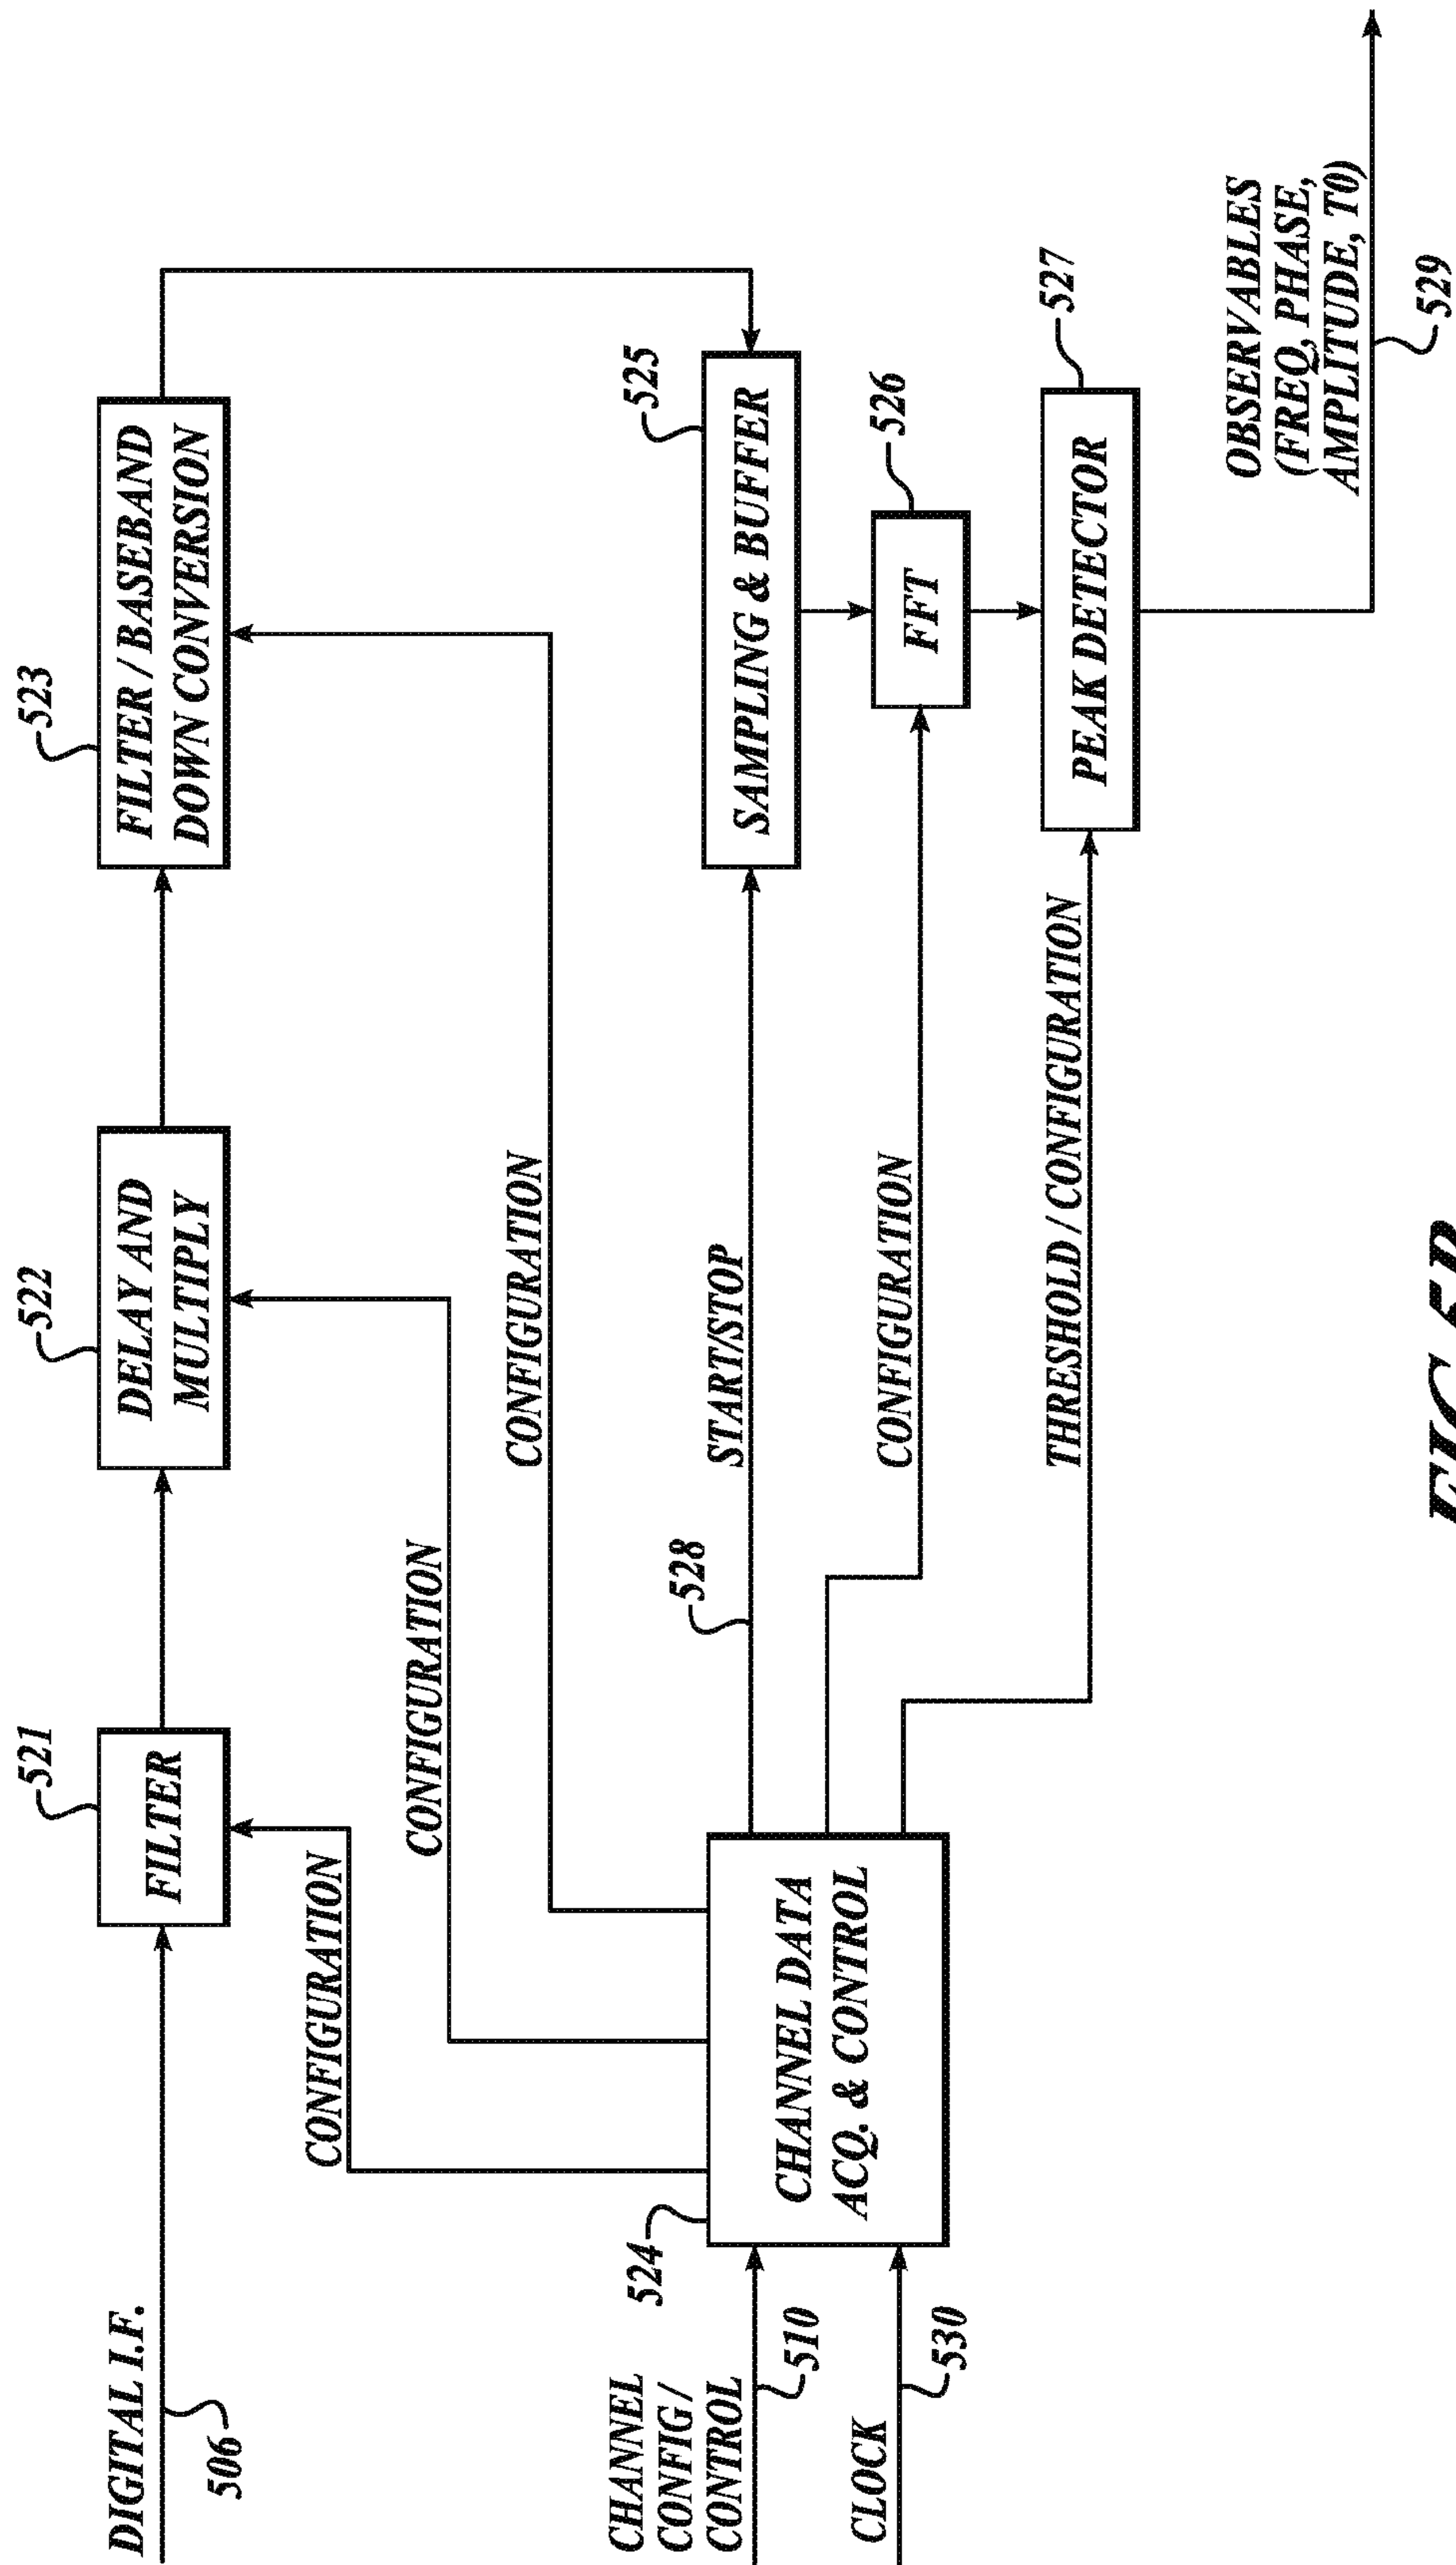 DIGITAL I.F.
506
521
FILTER
522
DELAY AND
MULTIPLY
523
FILTER / BASEBAND
DOWN CONVERSION
CONFIGURATION
CONFIGURATION
CONFIGURATION
CHANNEL
CONFIG /
CONTROL
510
CLOCK
530
524
CHANNEL DATA
ACQ. & CONTROL
528
START/STOP
525
SAMPLING & BUFFER
CONFIGURATION
526
FFT
THRESHOLD / CONFIGURATION
527
PEAK DETECTOR
OBSERVABLES
(FREQ, PHASE,
AMPLITUDE, T0)
529